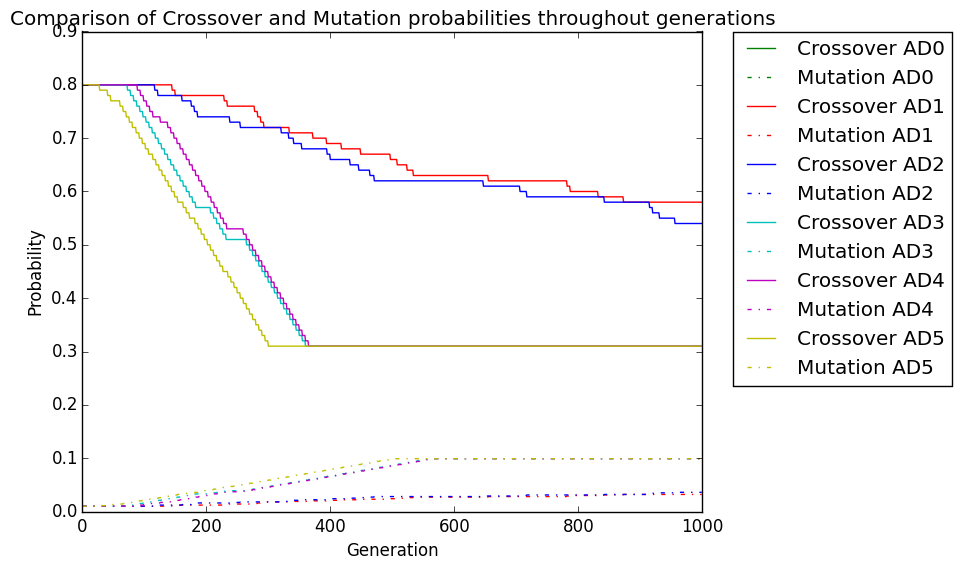 Comparison of Crossover and Mutation probabilities throughout generations
0.9
0.8
0.7
0.6
0.5
0.4
0.3
0.2
0.1
0.0
Probability
0 200 400 600 800 1000
Generation
Crossover AD0
Mutation AD0
Crossover AD1
Mutation AD1
Crossover AD2
Mutation AD2
Crossover AD3
Mutation AD3
Crossover AD4
Mutation AD4
Crossover AD5
Mutation AD5